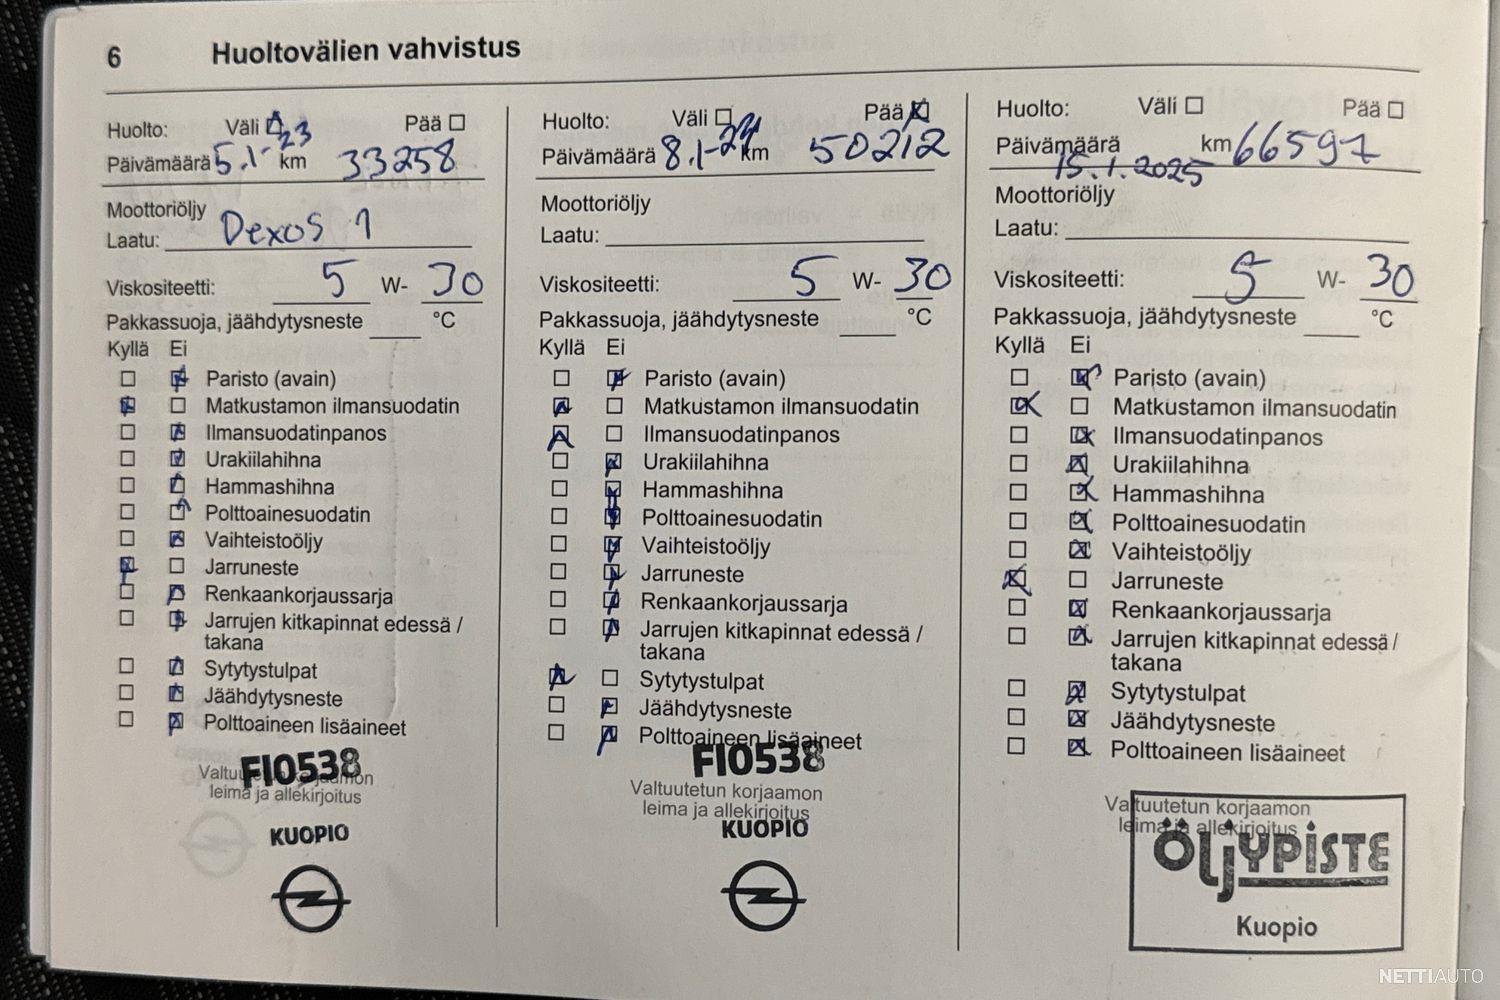 6 Huoltovälien vahvistus
Huolto: Väli Pää
Päivämäärä 5.1-23 km 33258
Moottoriöljy
Laatu: Dexos 1
Viskositeetti: 5 W- 30
Pakkassuoja, jäähdytysneste °C
Kyllä Ei
Paristo (avain)
Matkustamon ilmansuodatin
Ilmansuodatinpanos
Urakiilahihna
Hammashihna
Polttoainesuodatin
Vaihteistoöljy
Jarruneste
Renkaankorjaussarja
Jarrujen kitkapinnat edessä /
takana
Sytytystulpat
Jäähdytysneste
Polttoaineen lisäaineet
FI0538
Valtuutetun korjaamon
leima ja allekirjoitus
KUOPIO
Huolto: Väli Pää
Päivämäärä 8.1-24 km 50212
Moottoriöljy
Laatu:
Viskositeetti: 5 W- 30
Pakkassuoja, jäähdytysneste °C
Kyllä Ei
Paristo (avain)
Matkustamon ilmansuodatin
Ilmansuodatinpanos
Urakiilahihna
Hammashihna
Polttoainesuodatin
Vaihteistoöljy
Jarruneste
Renkaankorjaussarja
Jarrujen kitkapinnat edessä /
takana
Sytytystulpat
Jäähdytysneste
Polttoaineen lisäaineet
FI0538
Valtuutetun korjaamon
leima ja allekirjoitus
KUOPIO
Huolto: Väli Pää
Päivämäärä km 66597
15.1.2025
Moottoriöljy
Laatu:
Viskositeetti: 5 W- 30
Pakkassuoja, jäähdytysneste °C
Kyllä Ei
Paristo (avain)
Matkustamon ilmansuodatin
Ilmansuodatinpanos
Urakiilahihna
Hammashihna
Polttoainesuodatin
Vaihteistoöljy
Jarruneste
Renkaankorjaussarja
Jarrujen kitkapinnat edessä /
takana
Sytytystulpat
Jäähdytysneste
Polttoaineen lisäaineet
Valtuutetun korjaamon
leima ja allekirjoitus
ÖLJYPISTE
Kuopio
NETTIAUTO